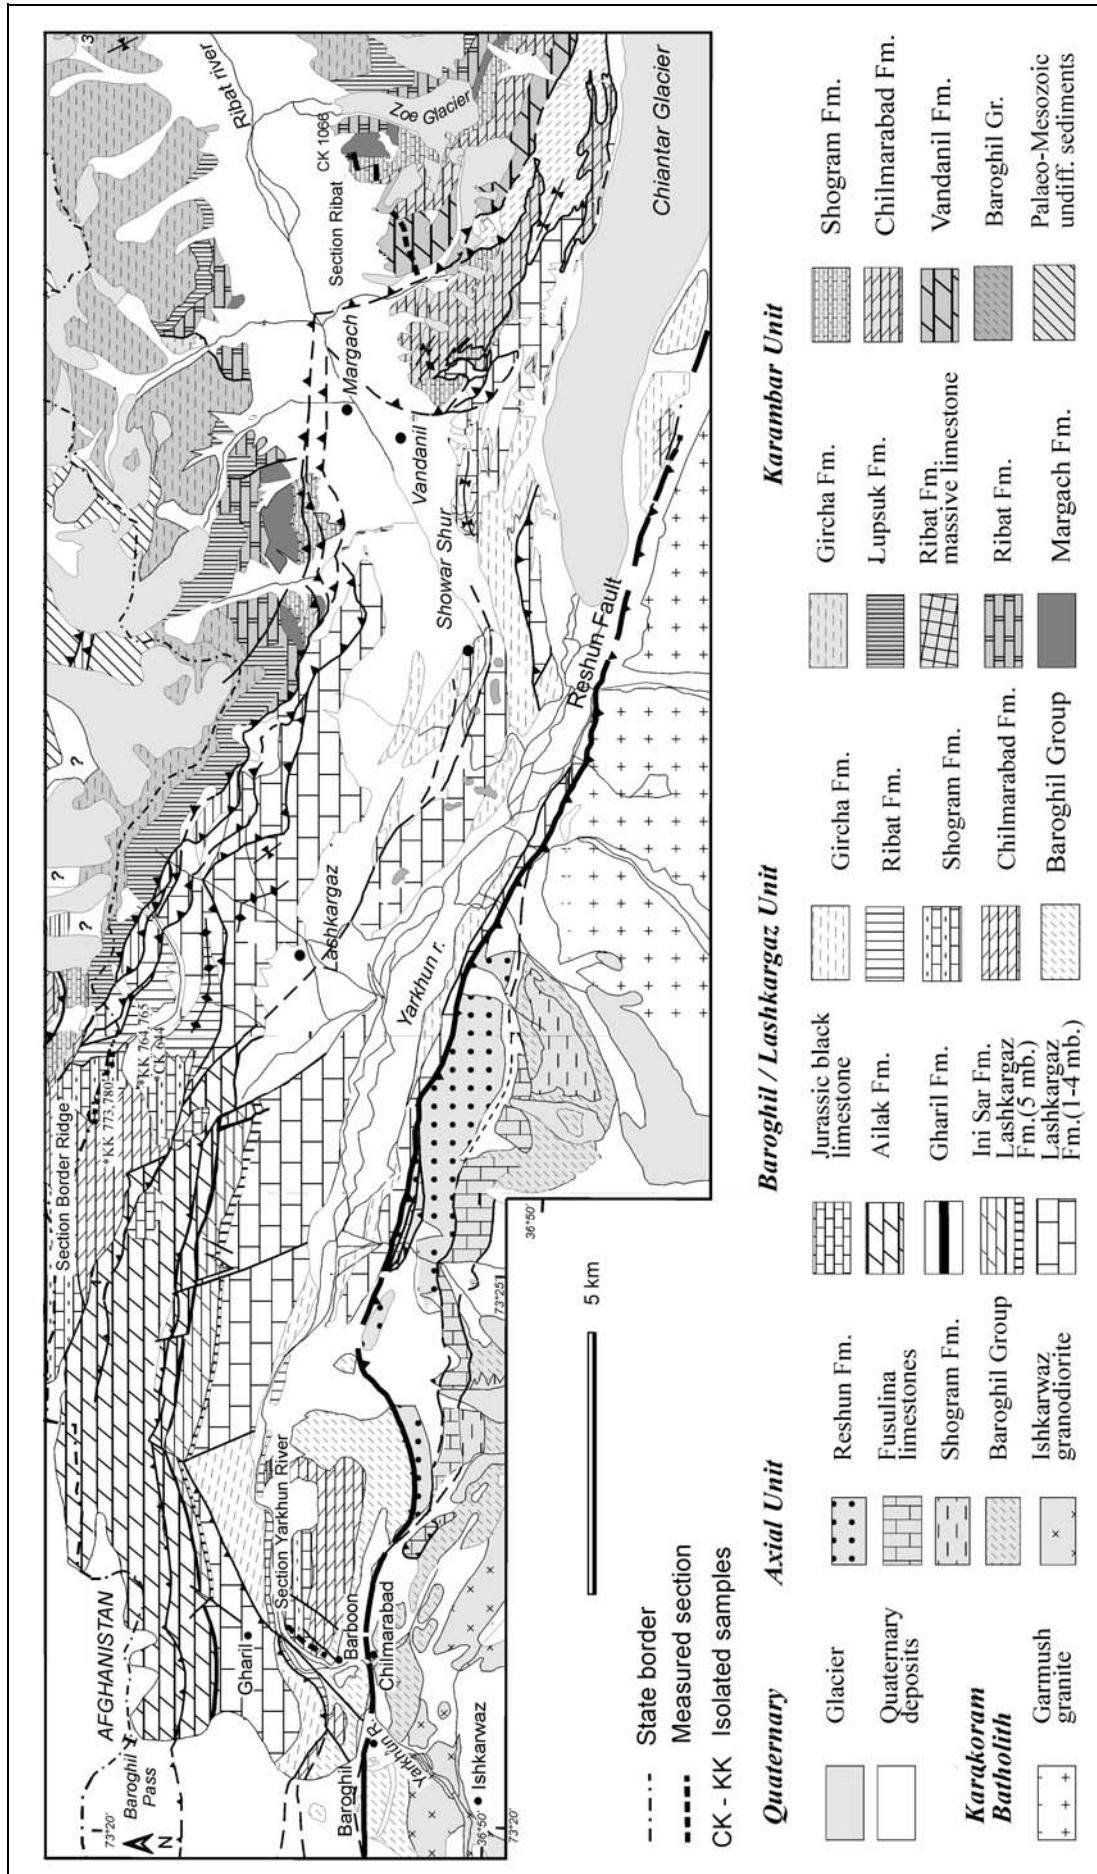 73°20'
Baroghil
Pass
N
AFGHANISTAN
Section Border Ridge
*KK 773,780
*KK 764,765
CK 644
?
?
?
3
Ribat river
CK 1066
Zoe Glacier
Section Ribat
Margach
Vandanil
Showar Shur
Chiantar Glacier
Lashkargaz
Yarkhun r.
Reshun Fault
Gharil
Section Yarkhun River
Barboon
Chilmarabad
Baroghil
Yarkhun R.
Ishkarwaz
36°50'
73°20'
73°25'
36°50'
5 km
State border
Measured section
CK - KK Isolated samples
Quaternary
Glacier
Quaternary
deposits
Karakoram
Batholith
Garmush
granite
Axial Unit
Reshun Fm.
Fusulina
limestones
Shogram Fm.
Baroghil Group
Ishkarwaz
granodiorite
Baroghil / Lashkargaz Unit
Jurassic black
limestone
Ailak Fm.
Gharil Fm.
Ini Sar Fm.
Lashkargaz
Fm.(5 mb.)
Lashkargaz
Fm.(1-4 mb.)
Gircha Fm.
Ribat Fm.
Shogram Fm.
Chilmarabad Fm.
Baroghil Group
Karambar Unit
Gircha Fm.
Lupsuk Fm.
Ribat Fm.
massive limestone
Ribat Fm.
Margach Fm.
Shogram Fm.
Chilmarabad Fm.
Vandanil Fm.
Baroghil Gr.
Palaeo-Mesozoic
undiff. sediments